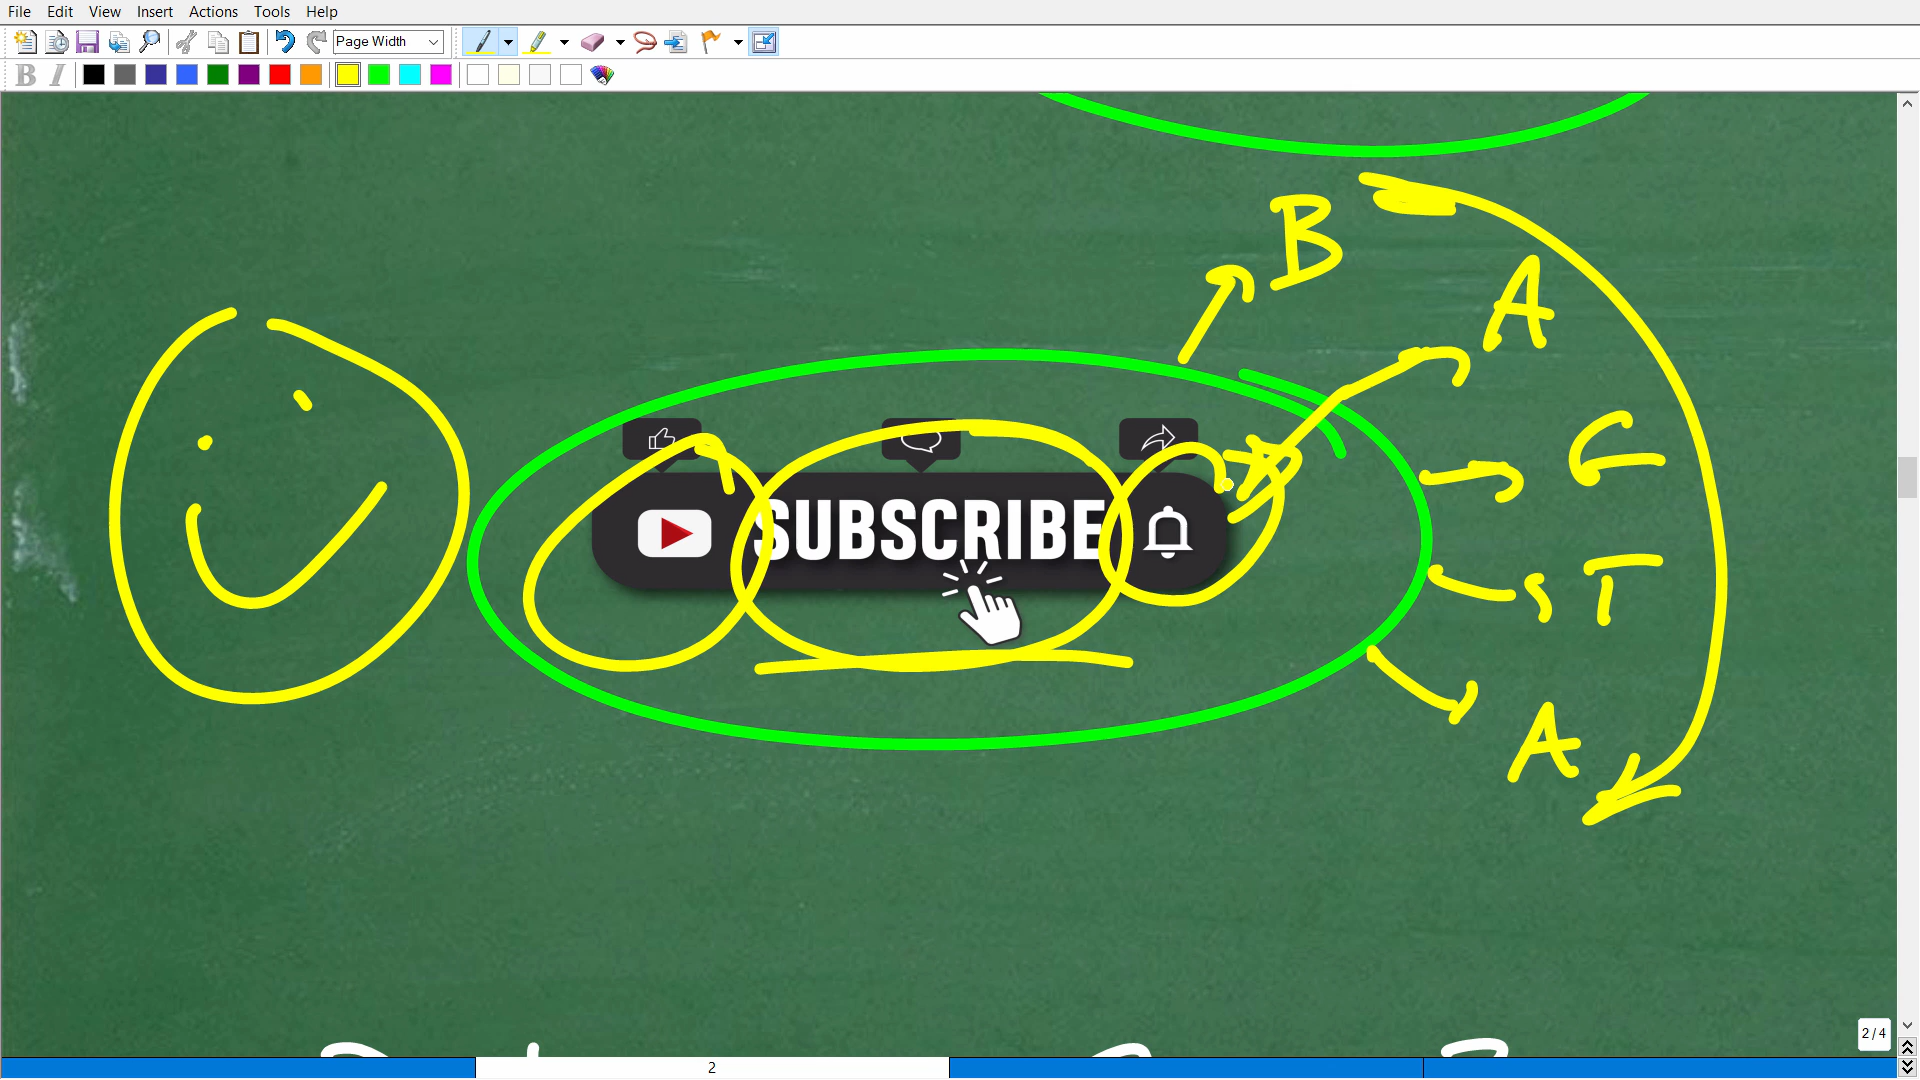 File Edit View Insert Actions Tools Help
Page Width
B I
B
A
G
SUBSCRIBE
T
A
2 / 4
2